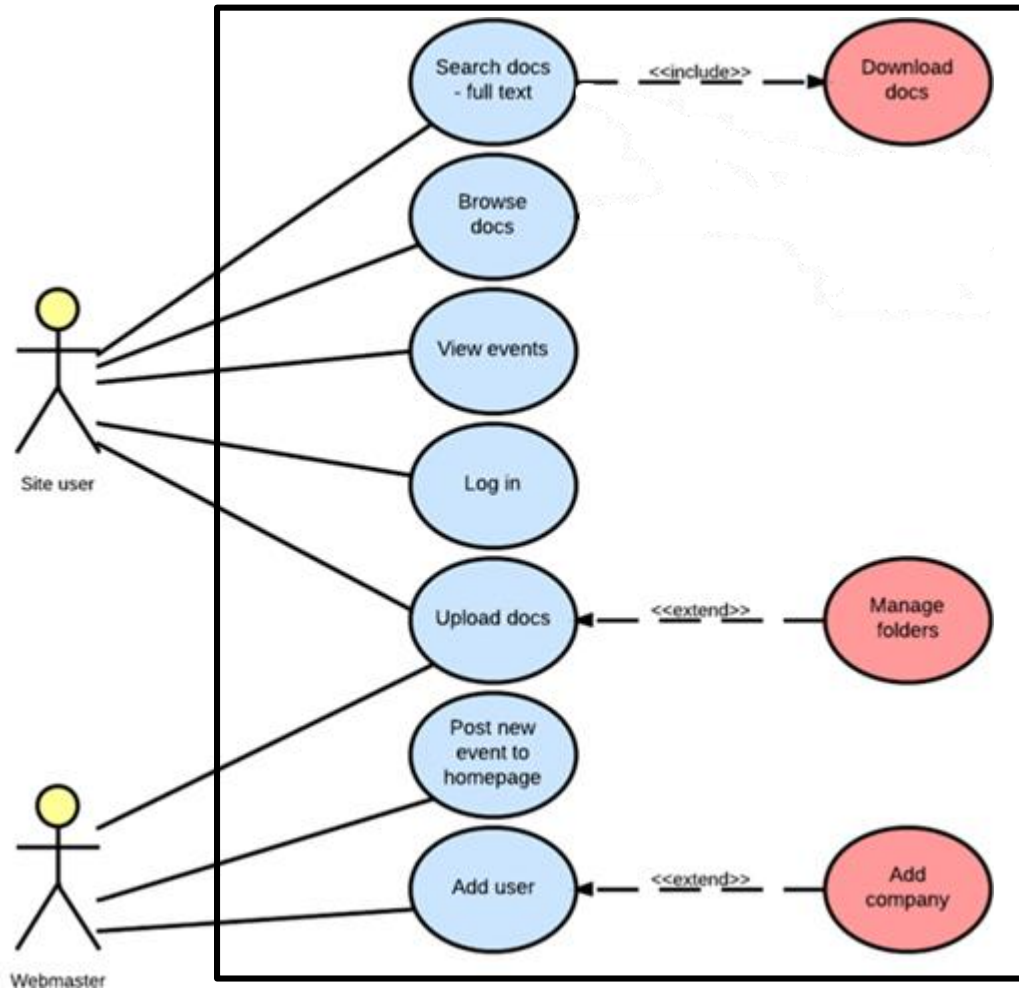 Search docs
- full text
<<include>>
Download
docs
Browse
docs
View events
Site user
Log in
Upload docs
<<extend>>
Manage
folders
Post new
event to
homepage
Add user
<<extend>>
Add
company
Webmaster